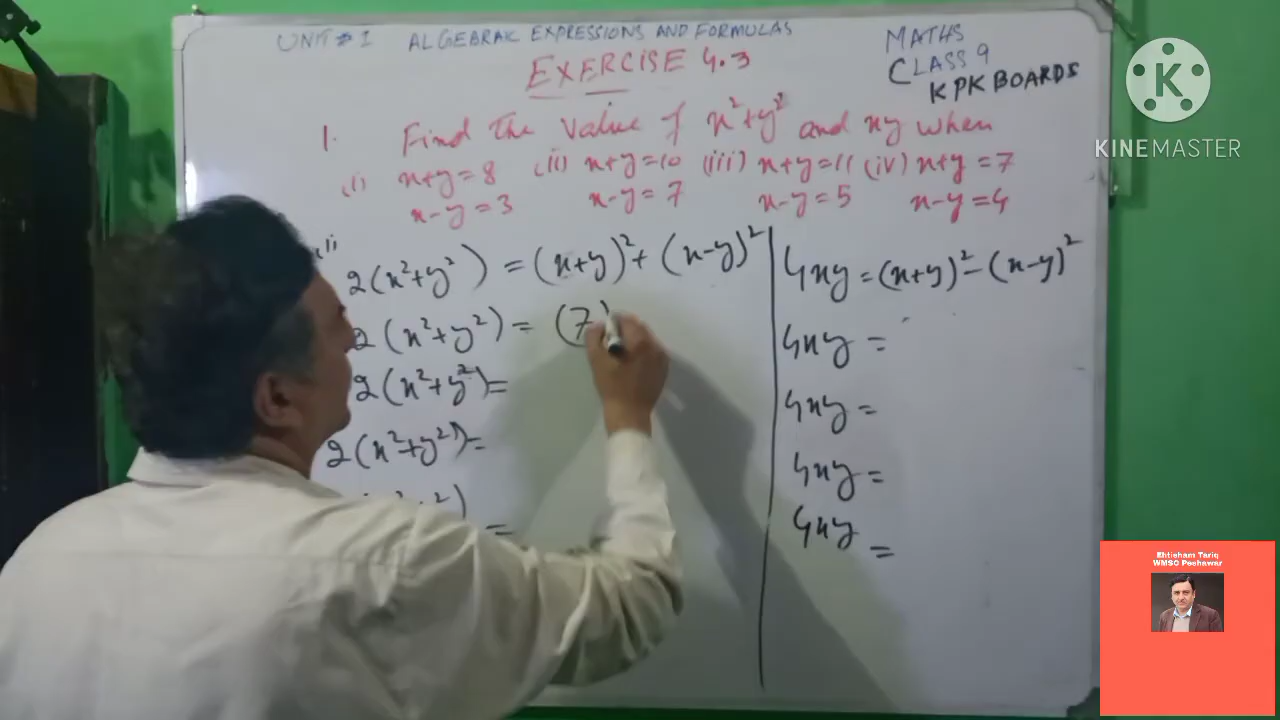 UNIT # 1 ALGEBRAK EXPRESSIONS AND FORMULAS
MATHS
CLASS 9
KPK BOARDS
EXERCISE 4.3
K
KINEMASTER
1. Find the value of x²+y² and xy when
(i) x+y=8 (ii) x+y=10 (iii) x+y=11 (iv) x+y=7
x-y=3 x-y=7 x-y=5 x-y=4
2(x²+y²) = (x+y)²+(x-y)²
2(x²+y²) = (7)
2(x²+y²)=
2(x²+y²)=
=
4xy=(x+y)²-(x-y)²
4xy=
4xy=
4xy=
4xy=
Ehtisham Tariq
WMSO Peshawar